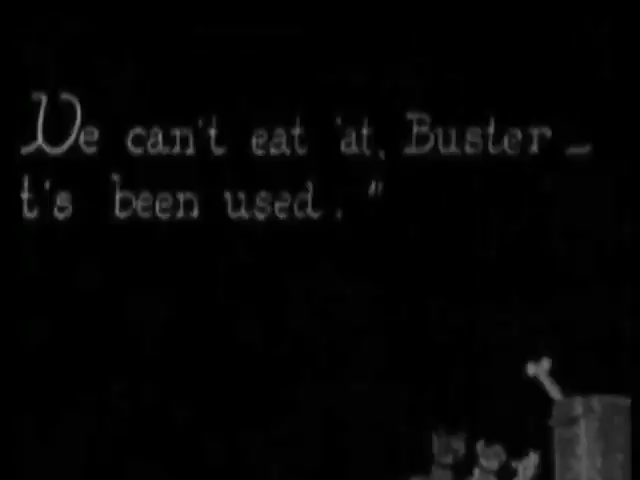 We can't eat 'at, Buster –
t's been used."